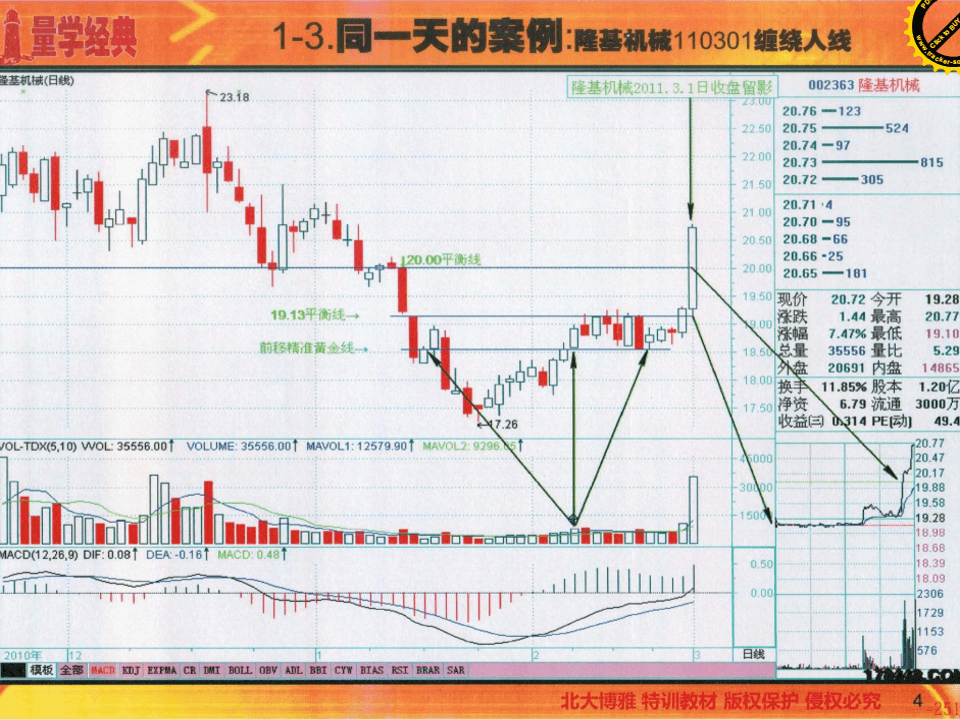 量学经典
1-3.同一天的案例:隆基机械110301缠绕人线
Click to BUY
隆基机械(日线)
隆基机械2011.3.1日收盘留影
002363 隆基机械
23.18
23.00
22.50
22.00
21.50
21.00
20.50
20.00
19.50
19.00
18.50
18.00
17.50
20.00平衡线
19.13平衡线→
前移精准黄金线→
←17.26
20.76 123
20.75 524
20.74 97
20.73 815
20.72 305
20.71 4
20.70 95
20.68 66
20.66 25
20.65 181
现价 20.72 今开 19.28
涨跌 1.44 最高 20.77
涨幅 7.47% 最低 19.10
总量 35556 量比 5.29
外盘 20691 内盘 14865
换手 11.85% 股本 1.20亿
净资 6.79 流通 3000万
收益㈢ 0.314 PE[动] 49.4
VOL-TDX(5,10) VVOL: 35556.00↑ VOLUME: 35556.00↑ MAVOL1: 12579.90↑ MAVOL2: 9296.65↑
45000
30000
15000
MACD(12,26,9) DIF: 0.08↑ DEA: -0.16↑ MACD: 0.48↑
0.50
0.00
20.77
20.47
20.17
19.88
19.58
19.28
18.98
18.68
18.39
18.09
2306
1729
1153
576
2010年 12 1 2 3 日线
模板 全部 MACD KDJ EXPMA CR DMI BOLL OBV ADL BBI CYW BIAS RSI BRAR SAR
北大博雅 特训教材 版权保护 侵权必究 4